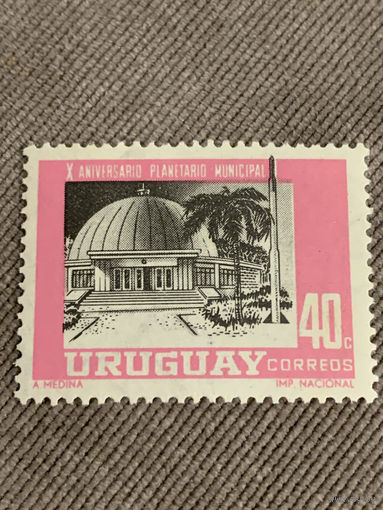 X ANIVERSARIO PLANETARIO MUNICIPAL
40c
URUGUAY CORREOS
A MEDINA IMP. NACIONAL